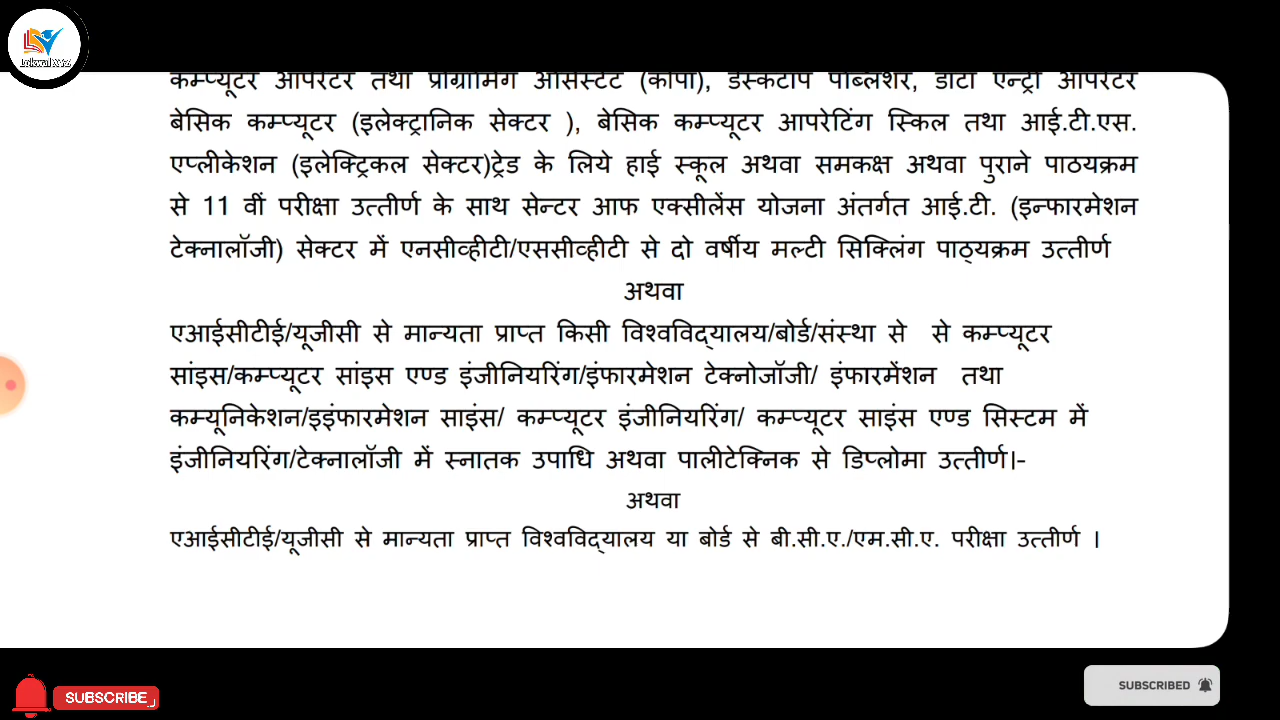 कम्प्यूटर आपरेटर तथा प्रोग्रामिंग असिस्टेंट (कोपा), डेस्कटॉप पब्लिशर, डाटा एन्ट्री आपरेटर
बेसिक कम्प्यूटर (इलेक्ट्रानिक सेक्टर ), बेसिक कम्प्यूटर आपरेटिंग स्किल तथा आई.टी.एस.
एप्लीकेशन (इलेक्ट्रिकल सेक्टर)ट्रेड के लिये हाई स्कूल अथवा समकक्ष अथवा पुराने पाठयक्रम
से 11 वीं परीक्षा उत्तीर्ण के साथ सेन्टर आफ एक्सीलेंस योजना अंतर्गत आई.टी. (इन्फारमेशन
टेक्नालॉजी) सेक्टर में एनसीव्हीटी/एससीव्हीटी से दो वर्षीय मल्टी सिक्लिंग पाठ्यक्रम उत्तीर्ण
अथवा
एआईसीटीई/यूजीसी से मान्यता प्राप्त किसी विश्वविद्यालय/बोर्ड/संस्था से से कम्प्यूटर
सांइस/कम्प्यूटर सांइस एण्ड इंजीनियरिंग/इंफारमेशन टेक्नोजॉजी/ इंफारमेंशन तथा
कम्यूनिकेशन/इइंफारमेशन साइंस/ कम्प्यूटर इंजीनियरिंग/ कम्प्यूटर साइंस एण्ड सिस्टम में
इंजीनियरिंग/टेक्नालॉजी में स्नातक उपाधि अथवा पालीटेक्निक से डिप्लोमा उत्तीर्ण।-
अथवा
एआईसीटीई/यूजीसी से मान्यता प्राप्त विश्वविद्यालय या बोर्ड से बी.सी.ए./एम.सी.ए. परीक्षा उत्तीर्ण ।
SUBSCRIBE
SUBSCRIBED